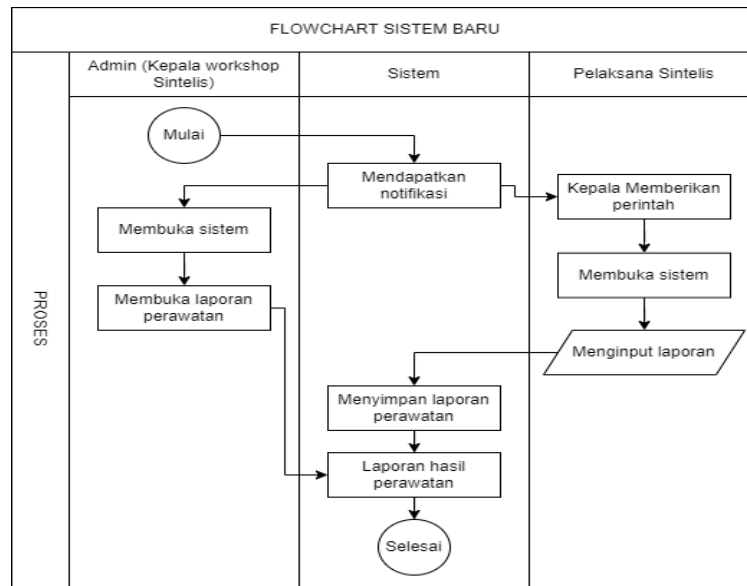 FLOWCHART SISTEM BARU
Admin (Kepala workshop
Sintelis)
Sistem
Pelaksana Sintelis
PROSES
Mulai
Mendapatkan
notifikasi
Kepala Memberikan
perintah
Membuka sistem
Membuka sistem
Membuka laporan
perawatan
Menginput laporan
Menyimpan laporan
perawatan
Laporan hasil
perawatan
Selesai